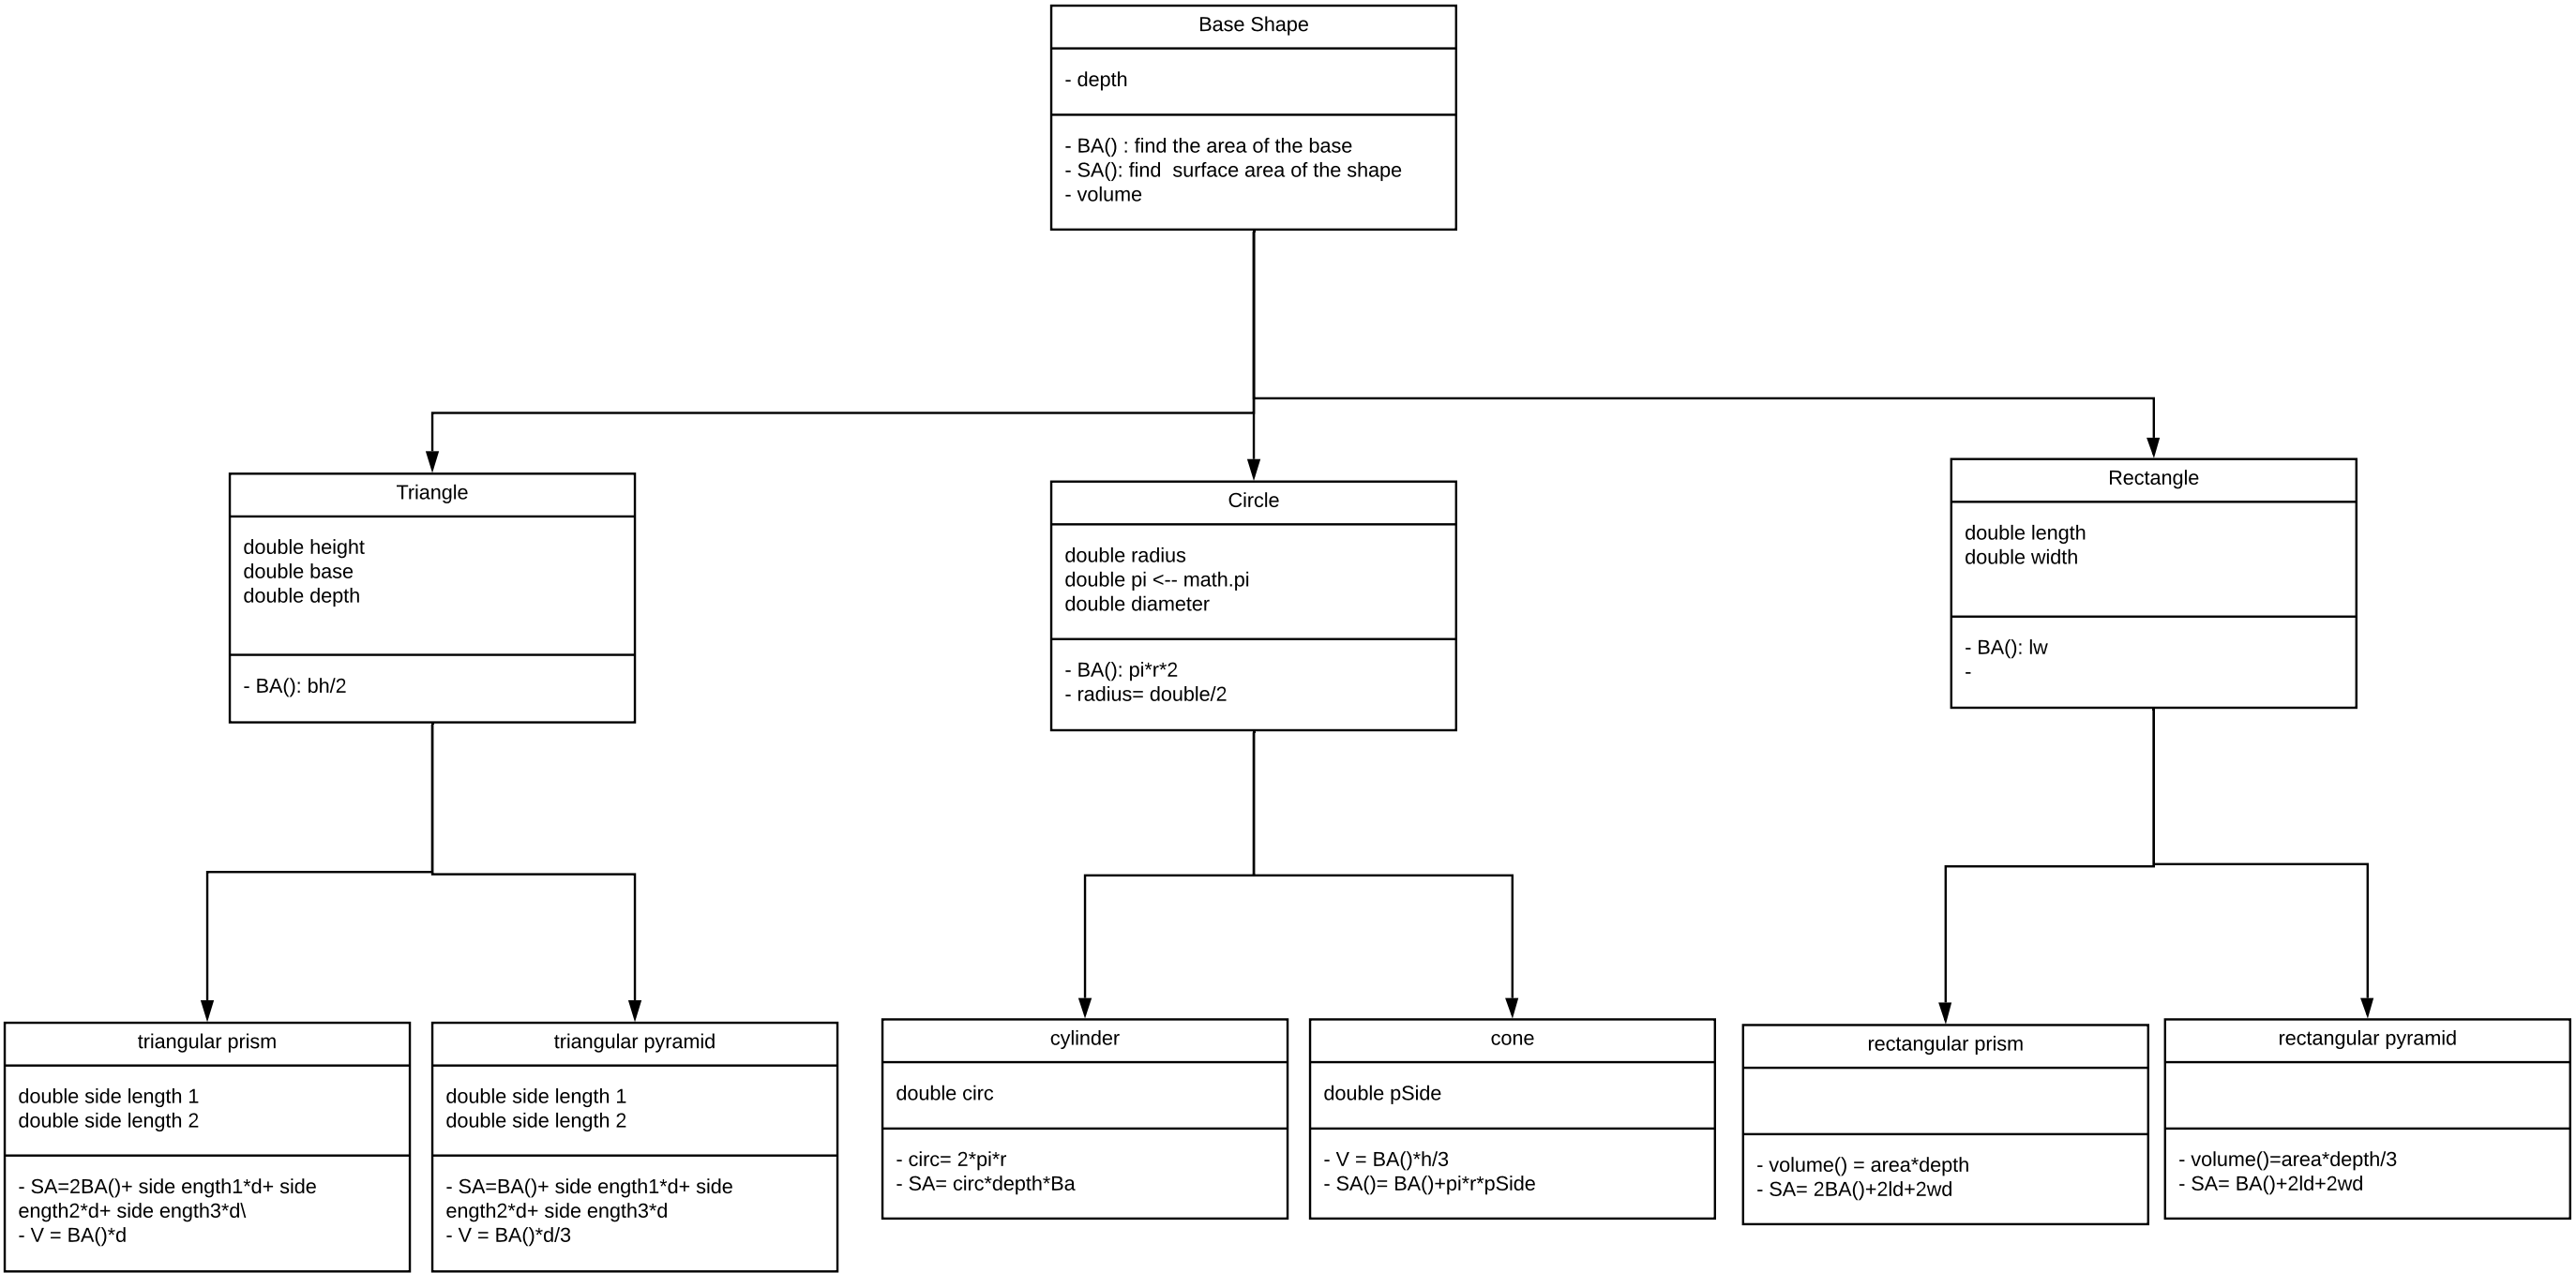 Base Shape
- depth
- BA() : find the area of the base
- SA(): find  surface area of the shape
- volume
Triangle
double height
double base
double depth
- BA(): bh/2
Circle
double radius
double pi <-- math.pi
double diameter
- BA(): pi*r*2
- radius= double/2
Rectangle
double length
double width
- BA(): lw
-
triangular prism
double side length 1
double side length 2
- SA=2BA()+ side ength1*d+ side
ength2*d+ side ength3*d\
- V = BA()*d
triangular pyramid
double side length 1
double side length 2
- SA=BA()+ side ength1*d+ side
ength2*d+ side ength3*d
- V = BA()*d/3
cylinder
double circ
- circ= 2*pi*r
- SA= circ*depth*Ba
cone
double pSide
- V = BA()*h/3
- SA()= BA()+pi*r*pSide
rectangular prism
- volume() = area*depth
- SA= 2BA()+2ld+2wd
rectangular pyramid
- volume()=area*depth/3
- SA= BA()+2ld+2wd